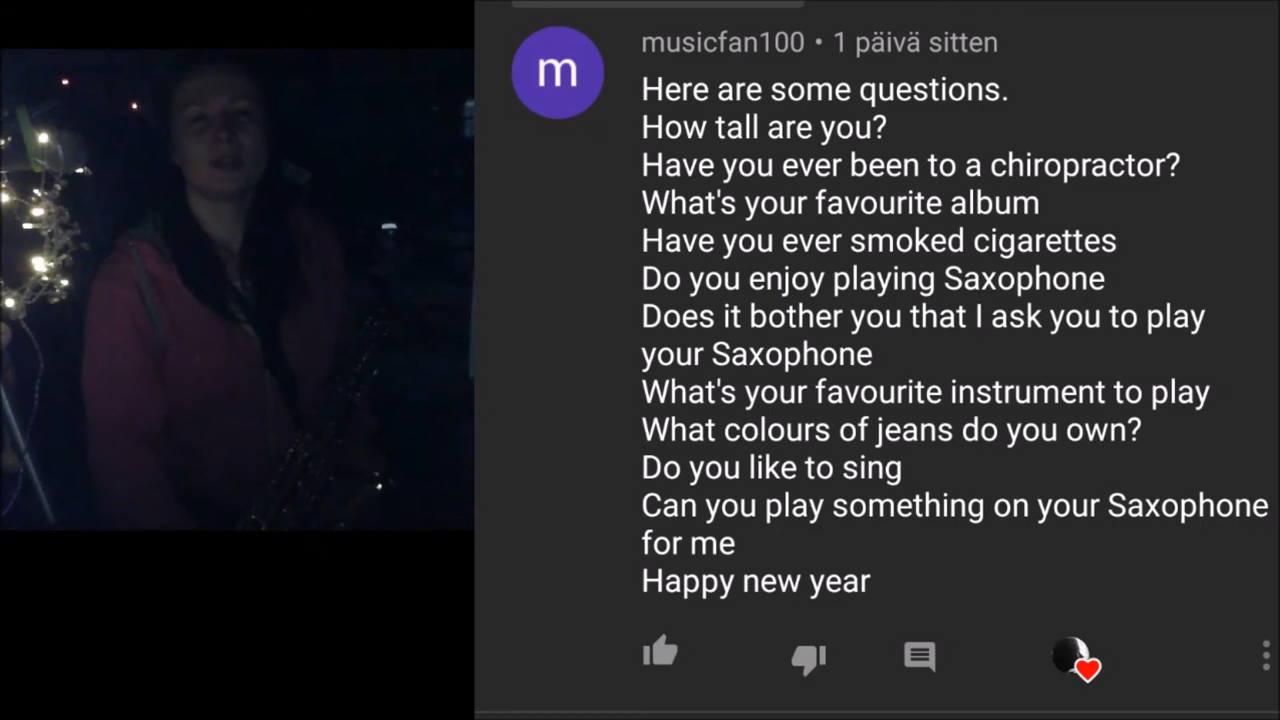 m
musicfan100 • 1 päivä sitten
Here are some questions.
How tall are you?
Have you ever been to a chiropractor?
What's your favourite album
Have you ever smoked cigarettes
Do you enjoy playing Saxophone
Does it bother you that I ask you to play
your Saxophone
What's your favourite instrument to play
What colours of jeans do you own?
Do you like to sing
Can you play something on your Saxophone
for me
Happy new year